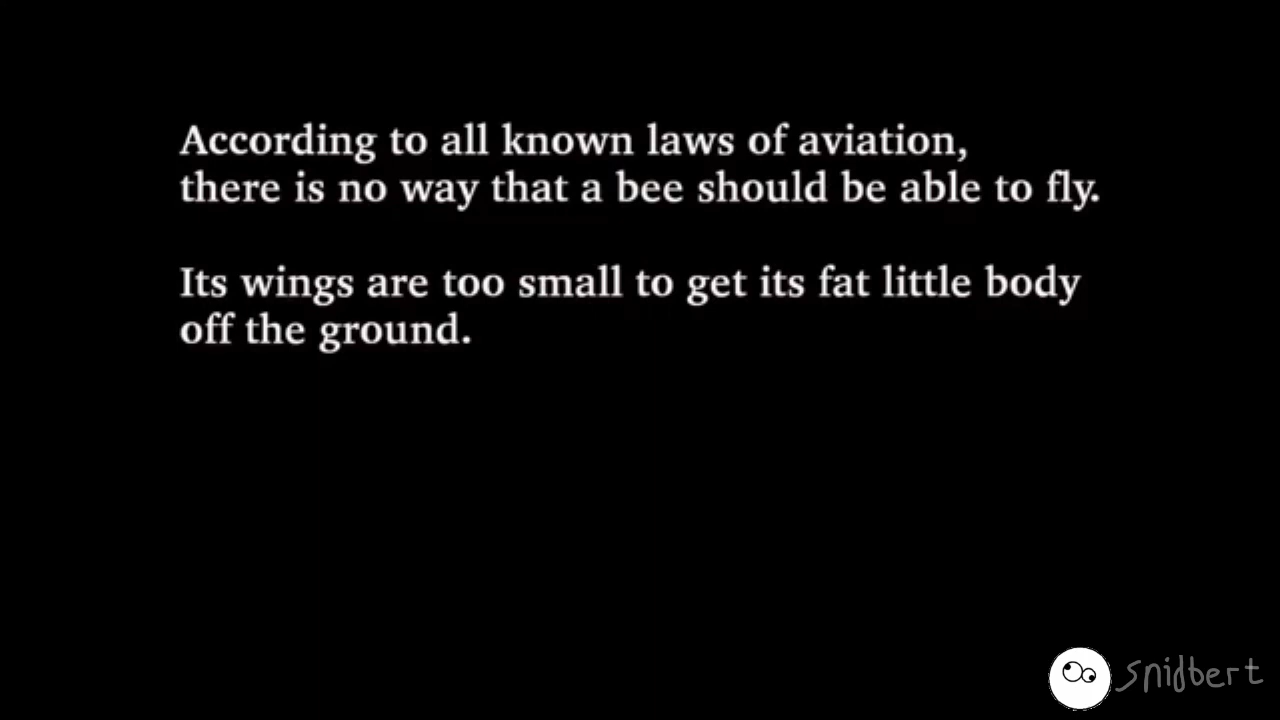 According to all known laws of aviation,
there is no way that a bee should be able to fly.
Its wings are too small to get its fat little body
off the ground.
snidbert